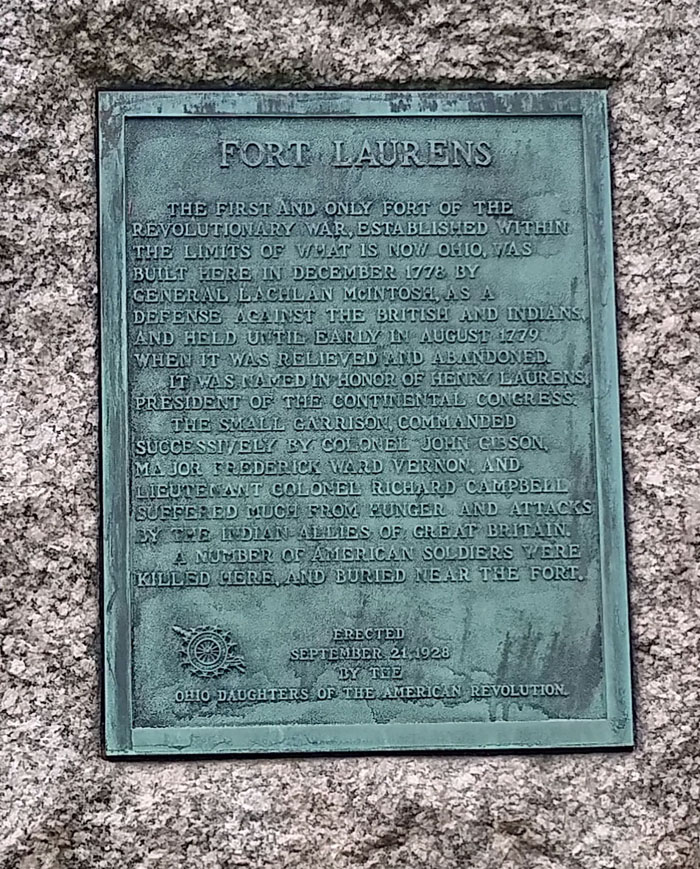 FORT LAURENS
THE FIRST AND ONLY FORT OF THE
REVOLUTIONARY WAR, ESTABLISHED WITHIN
THE LIMITS OF WHAT IS NOW OHIO, WAS
BUILT HERE IN DECEMBER 1778 BY
GENERAL LACHLAN McINTOSH, AS A
DEFENSE AGAINST THE BRITISH AND INDIANS,
AND HELD UNTIL EARLY IN AUGUST 1779
WHEN IT WAS RELIEVED AND ABANDONED.
IT WAS NAMED IN HONOR OF HENRY LAURENS,
PRESIDENT OF THE CONTINENTAL CONGRESS.
THE SMALL GARRISON, COMMANDED
SUCCESSIVELY BY COLONEL JOHN GIBSON,
MAJOR FREDERICK WARD VERNON, AND
LIEUTENANT COLONEL RICHARD CAMPBELL
SUFFERED MUCH FROM HUNGER AND ATTACKS
BY THE INDIAN ALLIES OF GREAT BRITAIN.
A NUMBER OF AMERICAN SOLDIERS WERE
KILLED HERE, AND BURIED NEAR THE FORT.
ERECTED
SEPTEMBER 21, 1928
BY THE
OHIO DAUGHTERS OF THE AMERICAN REVOLUTION.